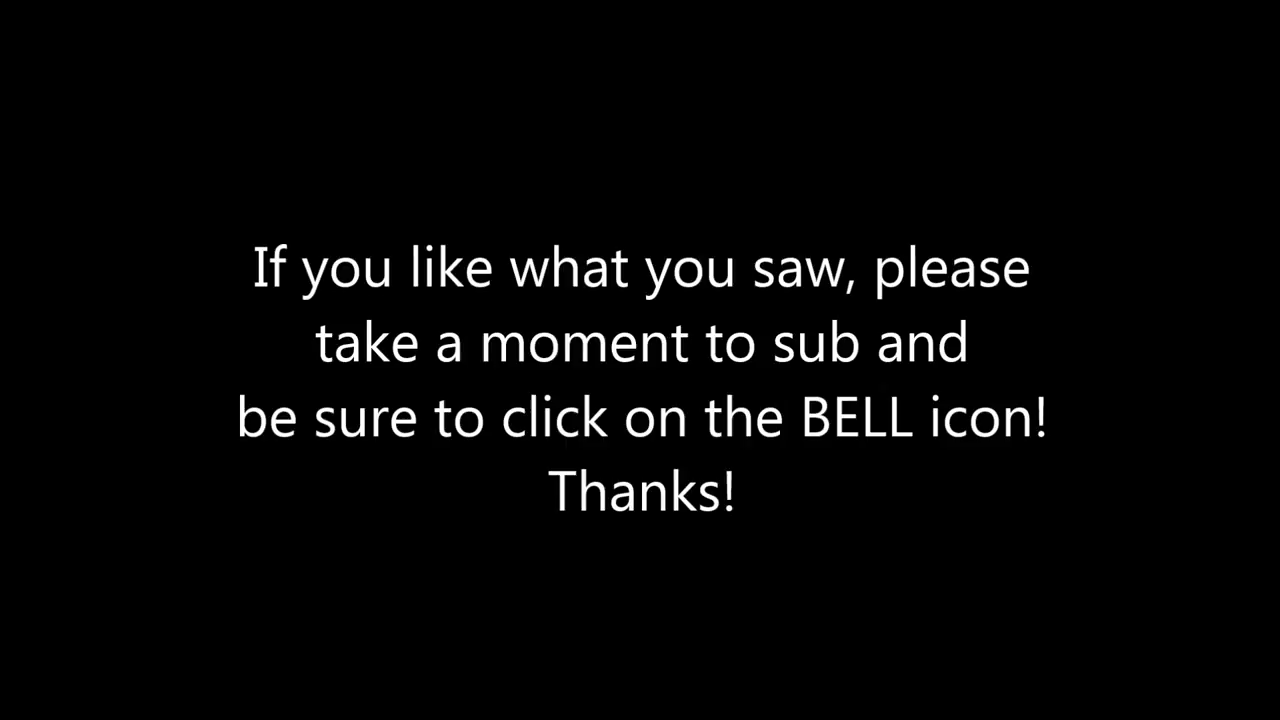 If you like what you saw, please
take a moment to sub and
be sure to click on the BELL icon!
Thanks!